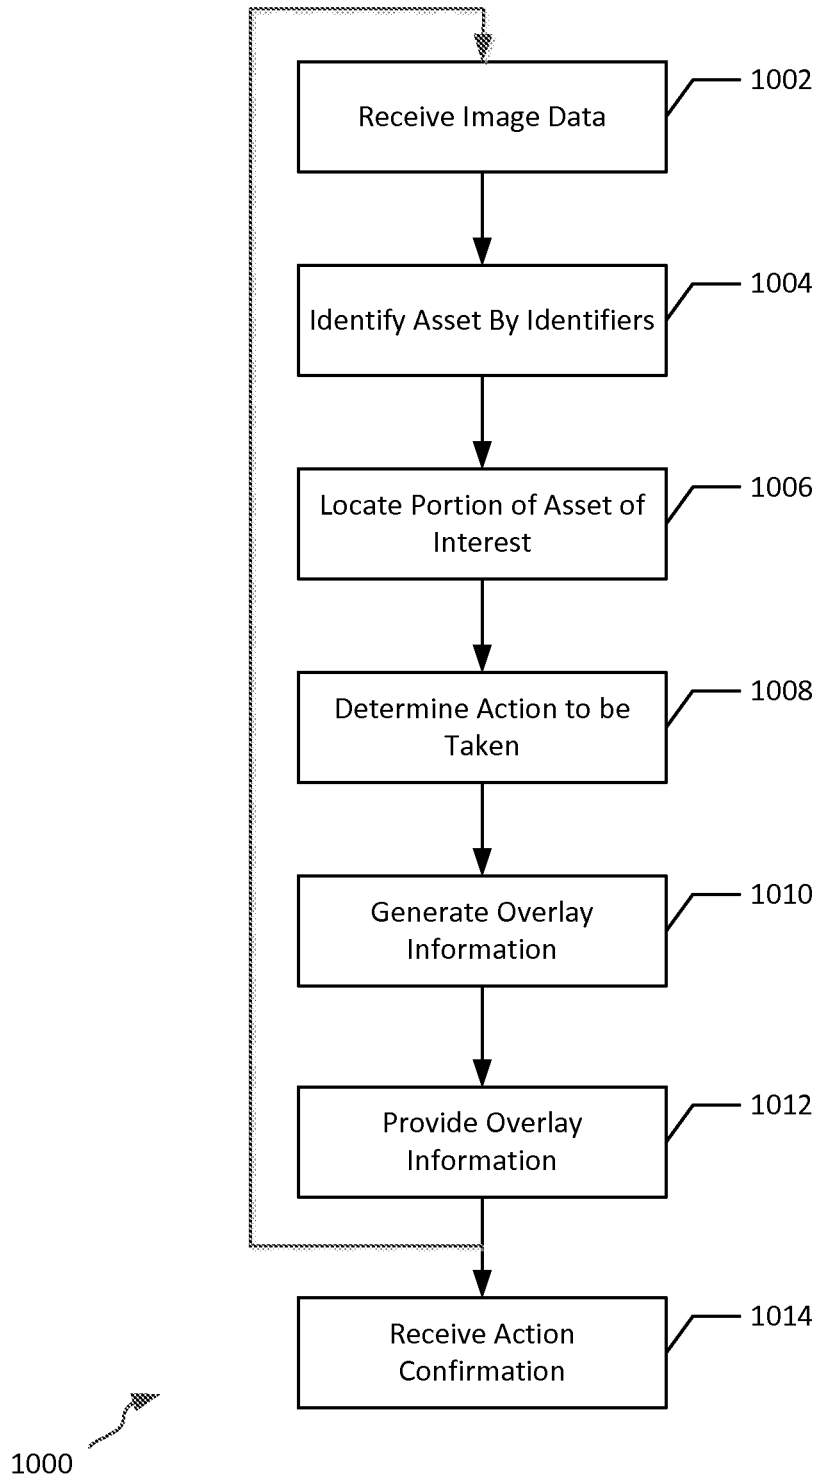 1002
Receive Image Data
1004
Identify Asset By Identifiers
1006
Locate Portion of Asset of
Interest
1008
Determine Action to be
Taken
1010
Generate Overlay
Information
1012
Provide Overlay
Information
1014
Receive Action
Confirmation
1000